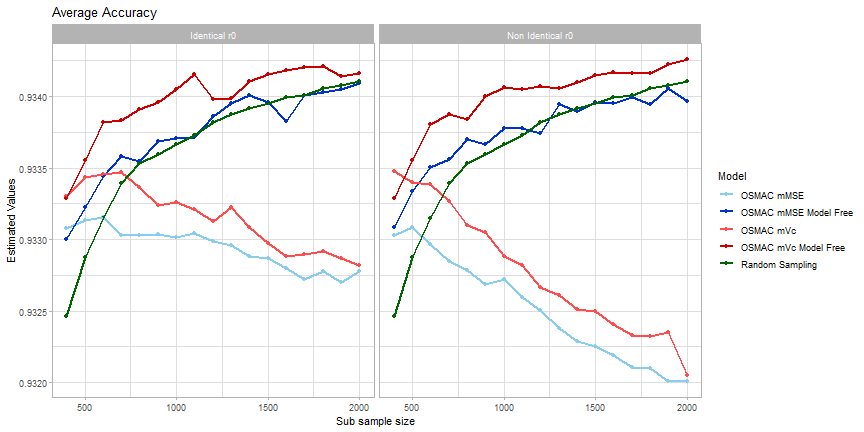 Average Accuracy
Identical r0
Non Identical r0
Estimated Values
0.9340
0.9335
0.9330
0.9325
0.9320
500
1000
1500
2000
500
1000
1500
2000
Sub sample size
Model
OSMAC mMSE
OSMAC mMSE Model Free
OSMAC mVc
OSMAC mVc Model Free
Random Sampling